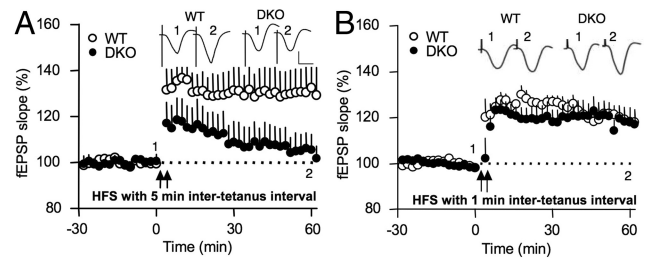 A
WT DKO
WT
DKO
1 2 1 2
fEPSP slope (%)
160
140
120
100
80
1
2
HFS with 5 min inter-tetanus interval
-30 0 30 60
Time (min)
B
WT DKO
WT
DKO
1 2 1 2
fEPSP slope (%)
160
140
120
100
80
1
2
HFS with 1 min inter-tetanus interval
-30 0 30 60
Time (min)